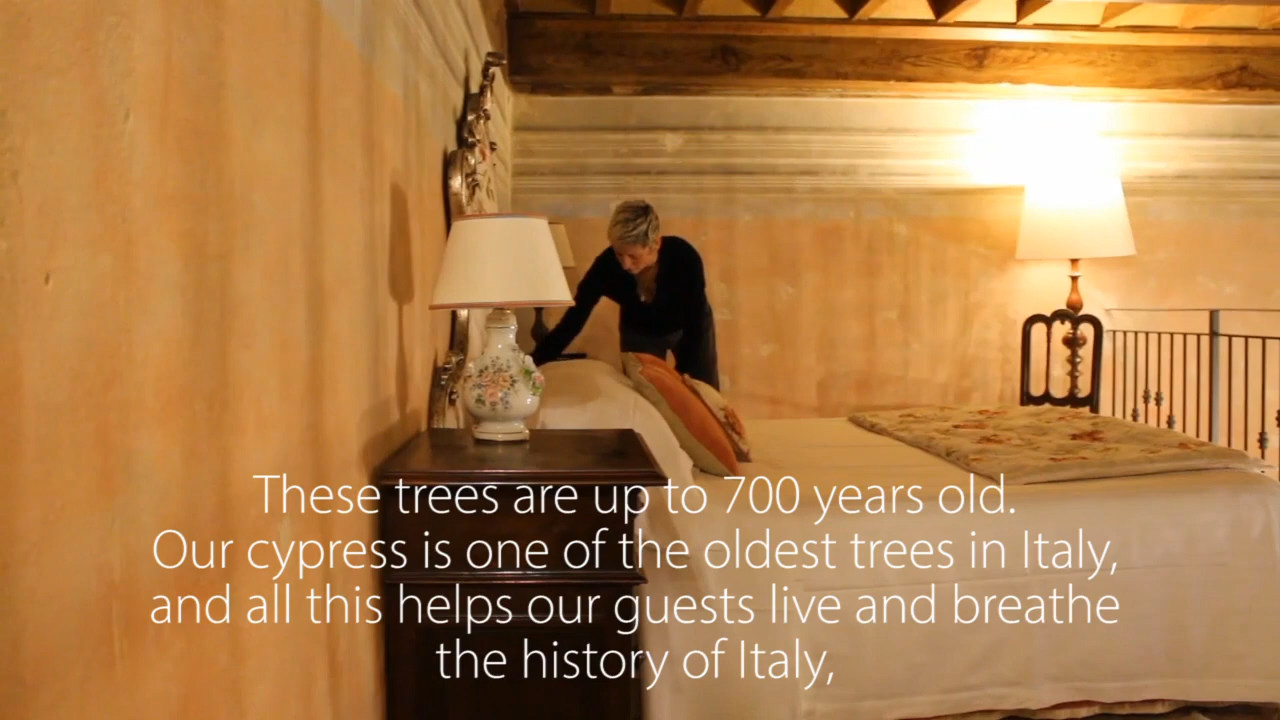 These trees are up to 700 years old.
Our cypress is one of the oldest trees in Italy,
and all this helps our guests live and breathe
the history of Italy,